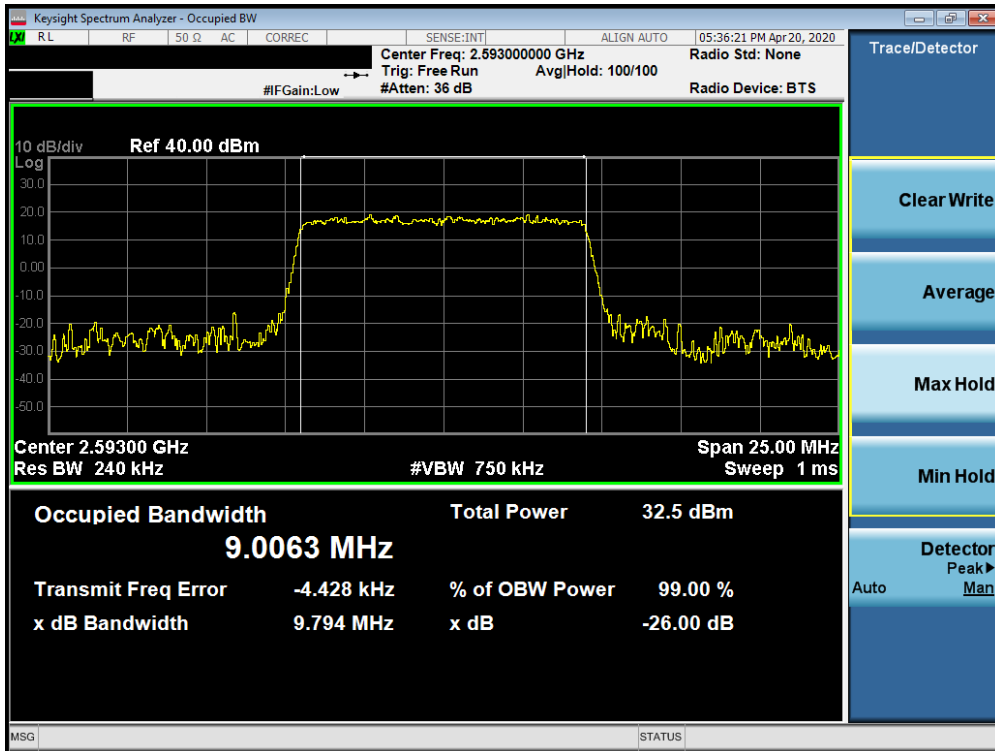 Keysight Spectrum Analyzer - Occupied BW
LXI RL RF 50 Ω AC CORREC SENSE:INT ALIGN AUTO 05:36:21 PM Apr 20, 2020
Center Freq: 2.593000000 GHz Radio Std: None
Trig: Free Run Avg|Hold: 100/100
#IFGain:Low #Atten: 36 dB Radio Device: BTS
10 dB/div Ref 40.00 dBm
Log
30.0
20.0
10.0
0.00
-10.0
-20.0
-30.0
-40.0
-50.0
Center 2.59300 GHz Span 25.00 MHz
Res BW 240 kHz #VBW 750 kHz Sweep 1 ms
Occupied Bandwidth Total Power 32.5 dBm
9.0063 MHz
Transmit Freq Error -4.428 kHz % of OBW Power 99.00 %
x dB Bandwidth 9.794 MHz x dB -26.00 dB
MSG STATUS
Trace/Detector
Clear Write
Average
Max Hold
Min Hold
Detector
Peak▶
Auto Man